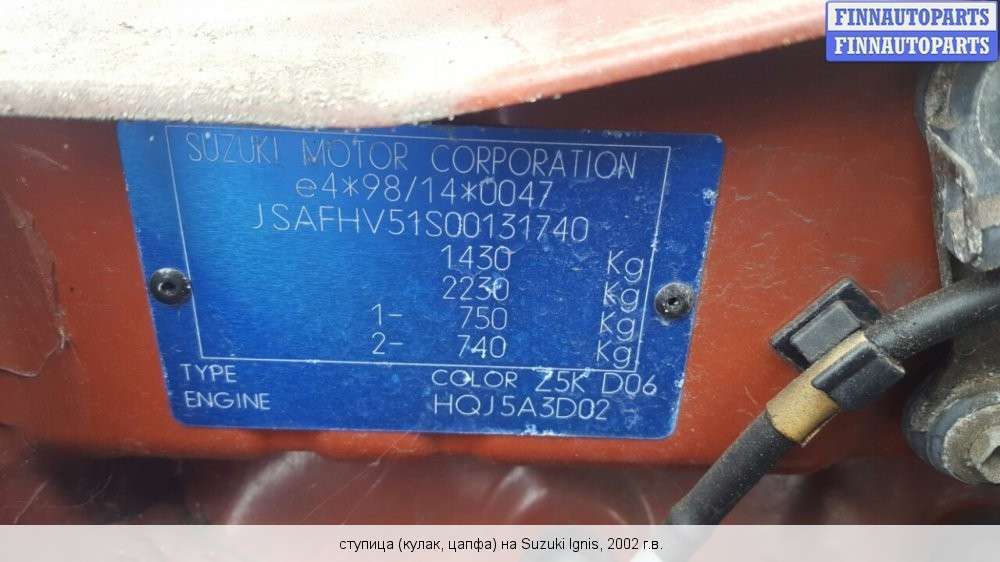 FINNAUTOPARTS
FINNAUTOPARTS
SUZUKI MOTOR CORPORATION
e4*98/14*0047
JSAFHV51S00131740
1430 Kg
2230 Kg
1- 750 Kg
2- 740 Kg
TYPE COLOR Z5K D06
ENGINE HQJ5A3D02
ступица (кулак, цапфа) на Suzuki Ignis, 2002 г.в.